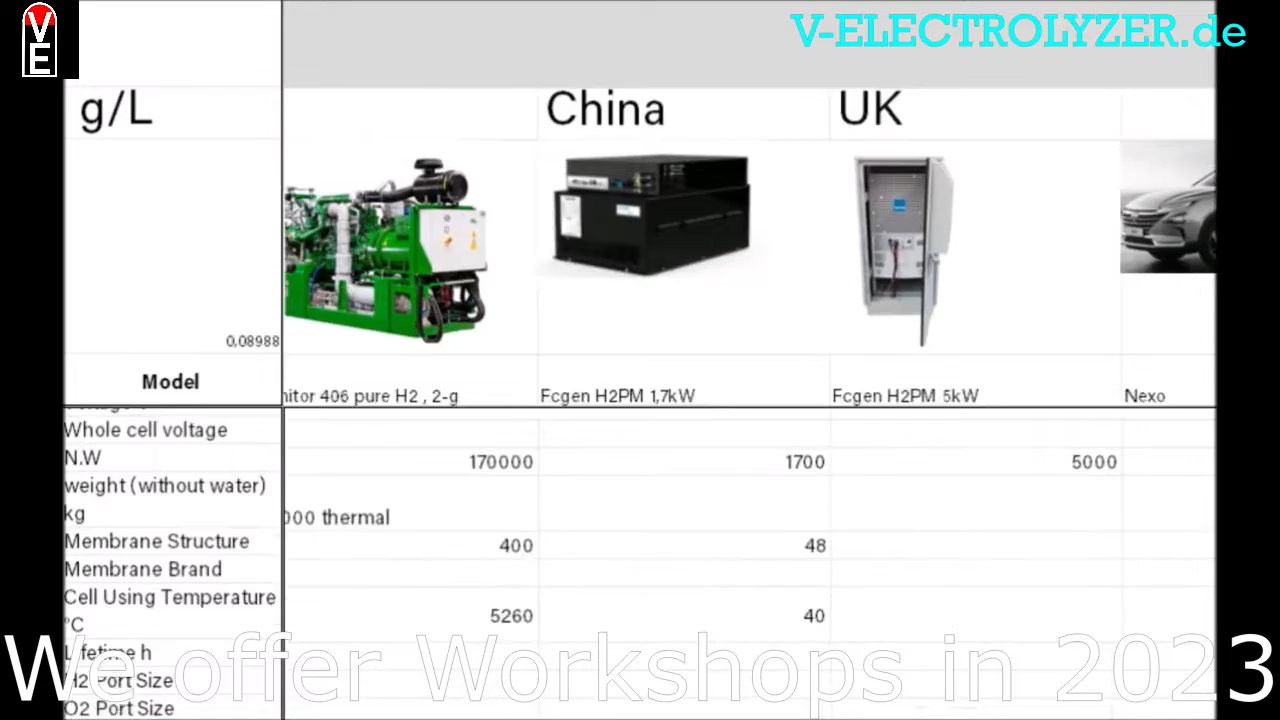 V
E
V-ELECTROLYZER.de
g/L
China
UK
0,08988
Model
nitor 406 pure H2 , 2-g
Fcgen H2PM 1,7kW
Fcgen H2PM 5kW
Nexo
Whole cell voltage
N.W
170000
1700
5000
weight (without water)
kg
000 thermal
Membrane Structure
400
48
Membrane Brand
Cell Using Temperature
°C
5260
40
Lifetime h
We offer Workshops in 2023
H2 Port Size
O2 Port Size